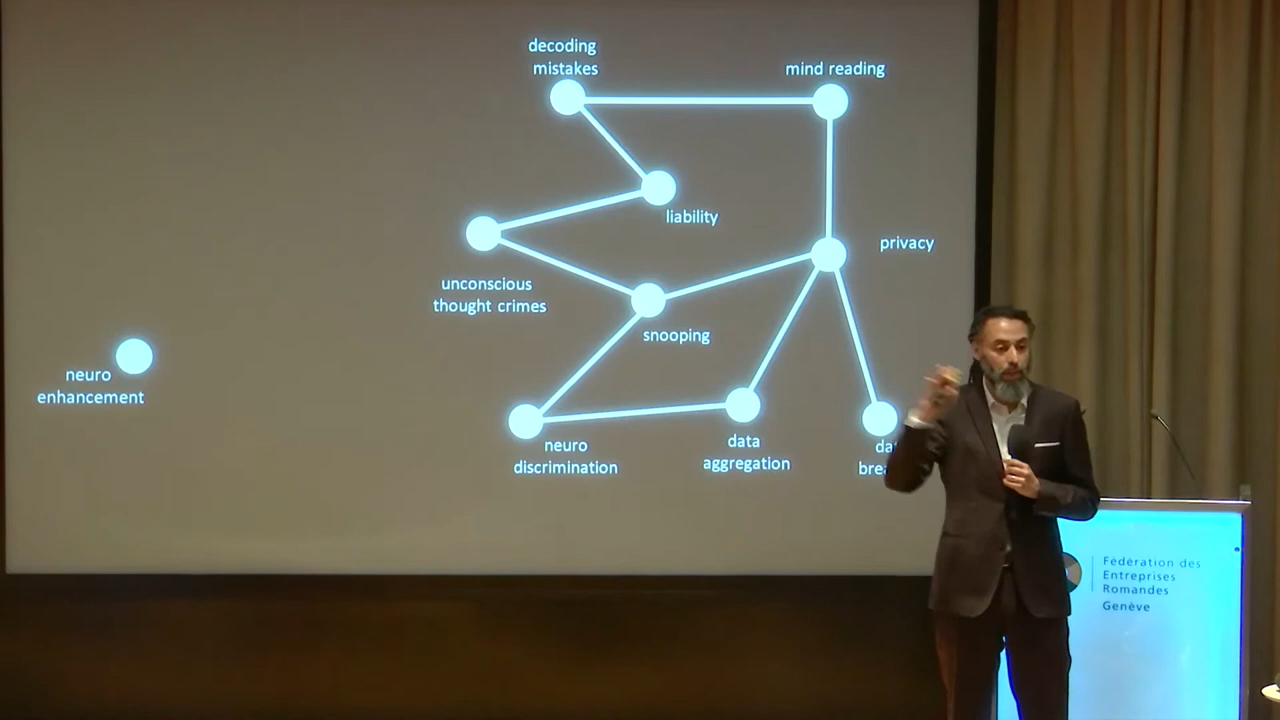 decoding
mistakes
mind reading
liability
privacy
unconscious
thought crimes
snooping
neuro
enhancement
neuro
discrimination
data
aggregation
Fédération des
Entreprises
Romandes
Genève